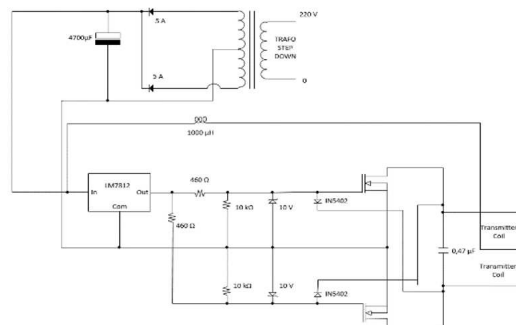 5 A
220 V
4700µF
TRAFO
STEP
DOWN
5 A
0
1000 µH
LM7812
In
Out
Com
460 Ω
460 Ω
10 kΩ
10 V
IN5402
Transmitter
Coil
0,47 µF
Transmitter
Coil
10 kΩ
10 V
IN5402